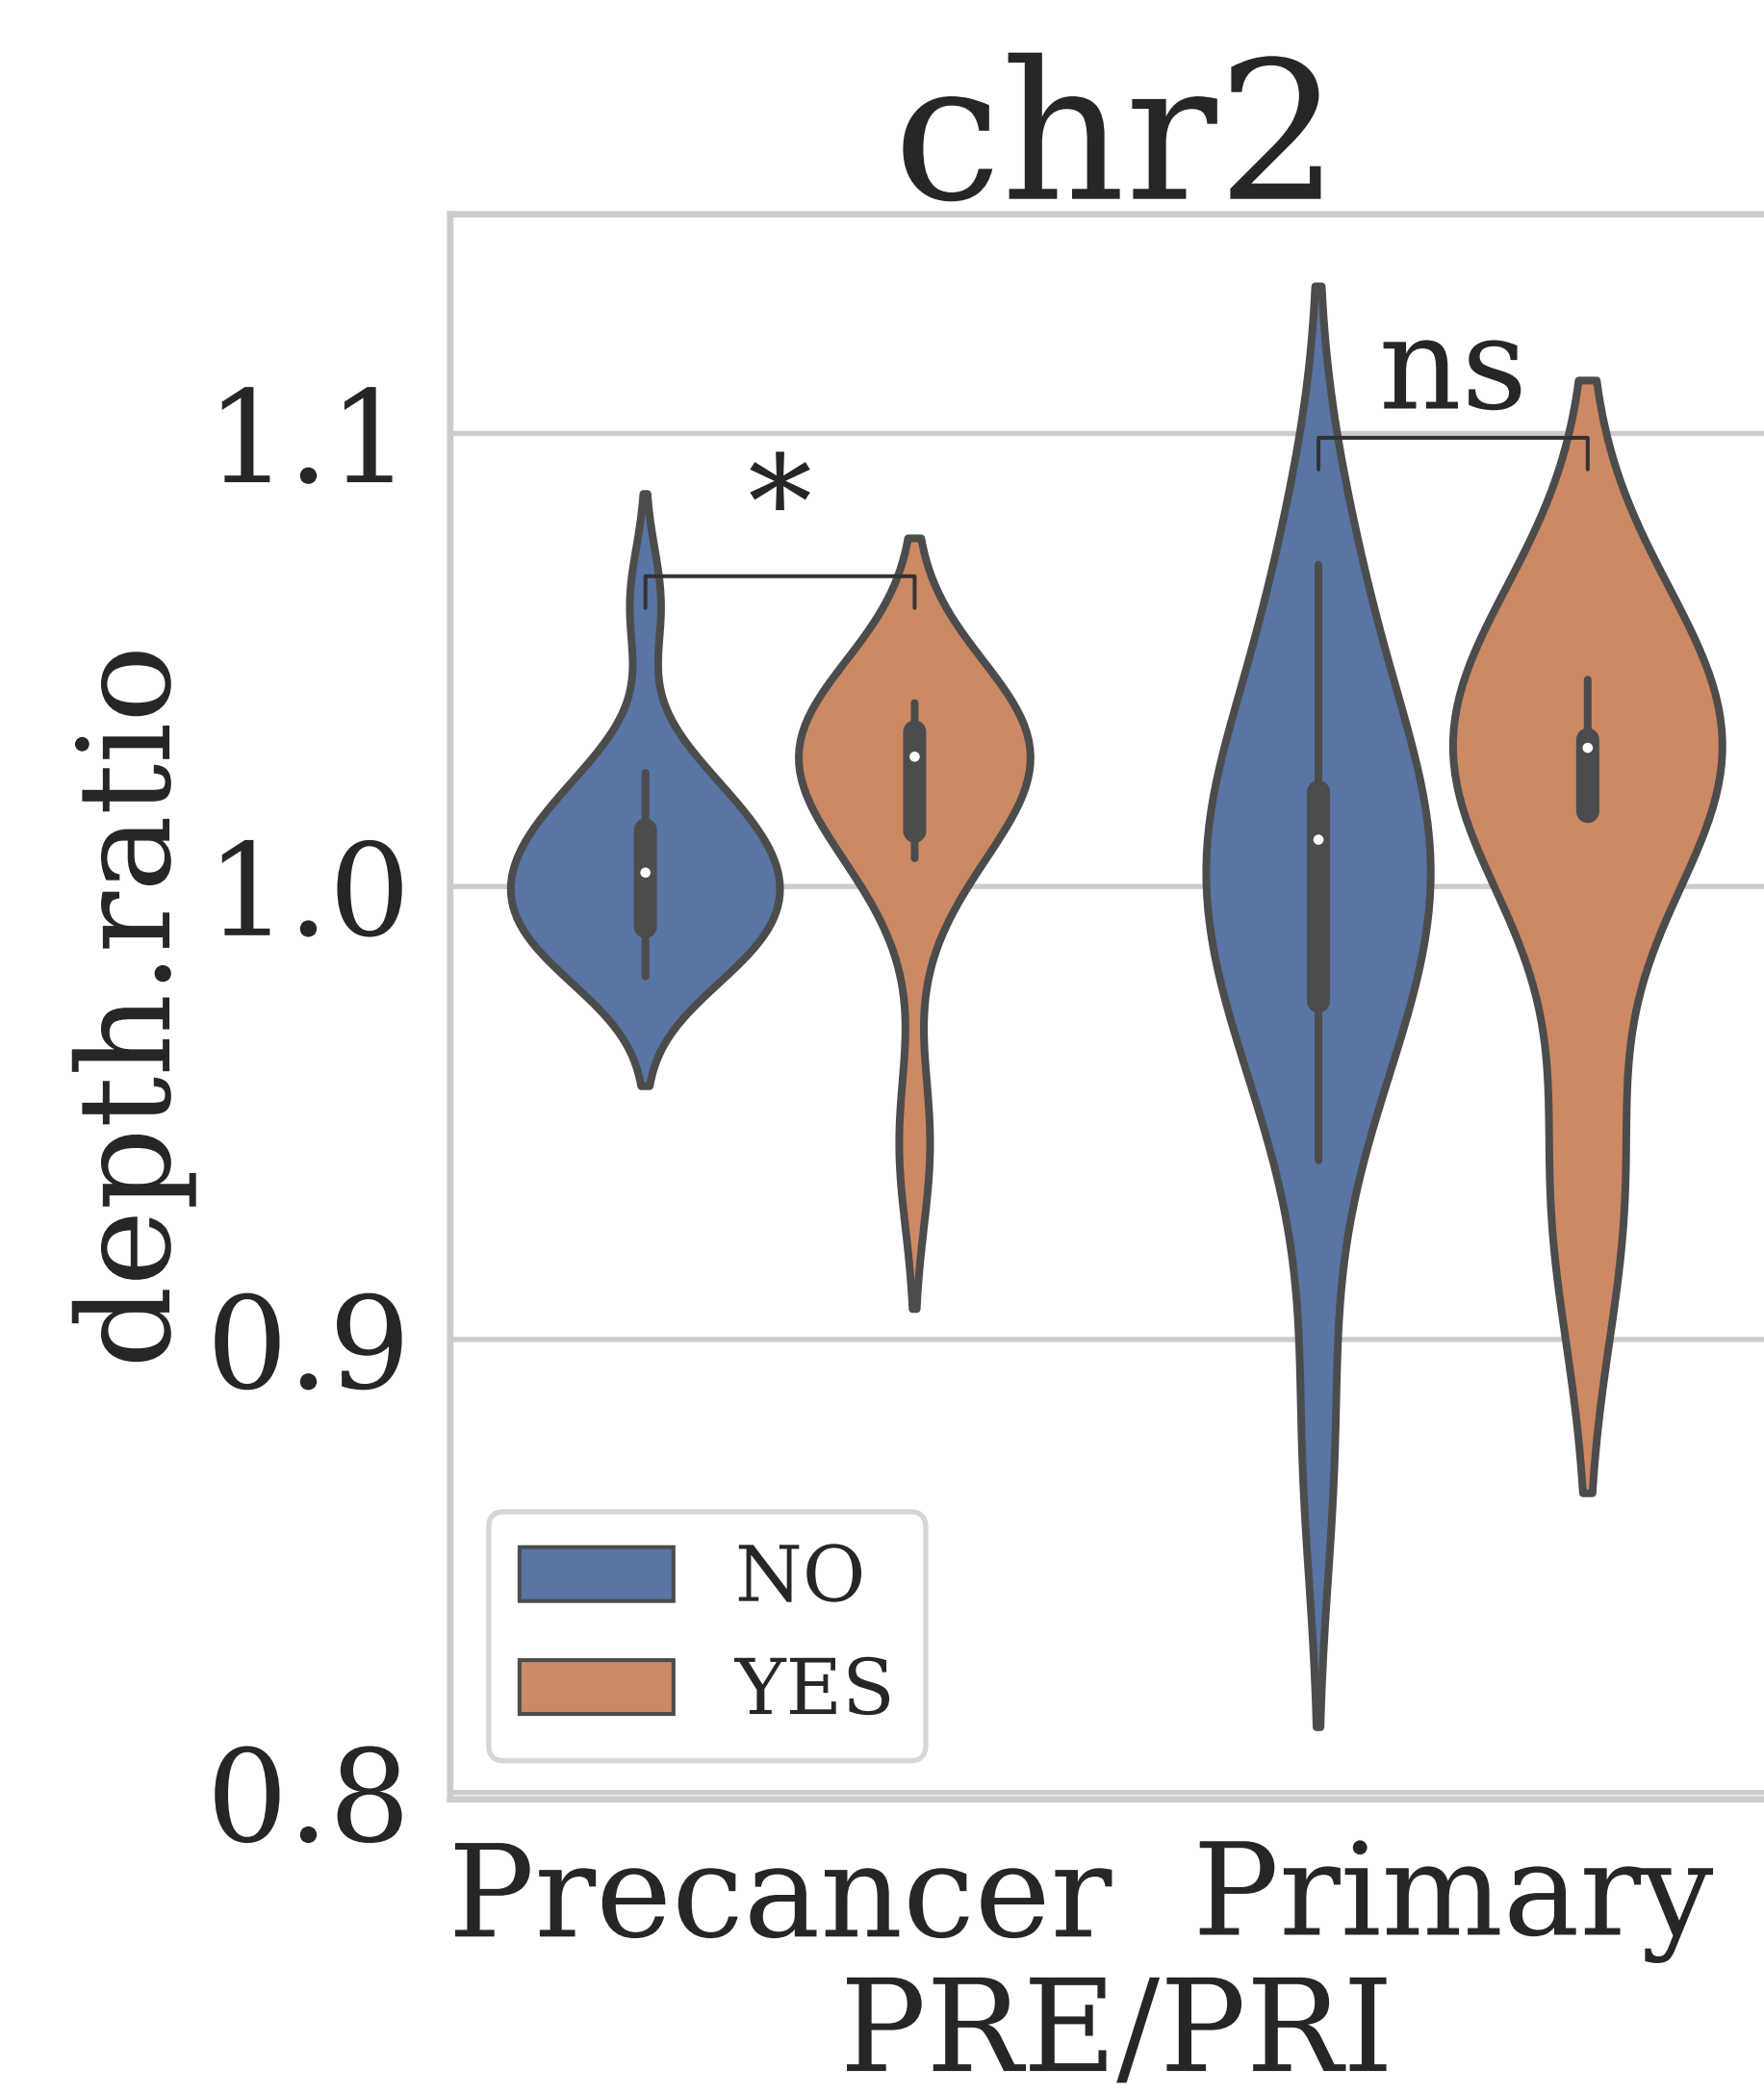 chr2
ns
1.1
*
depth.ratio
1.0
0.9
NO
YES
0.8
Precancer Primary
PRE/PRI